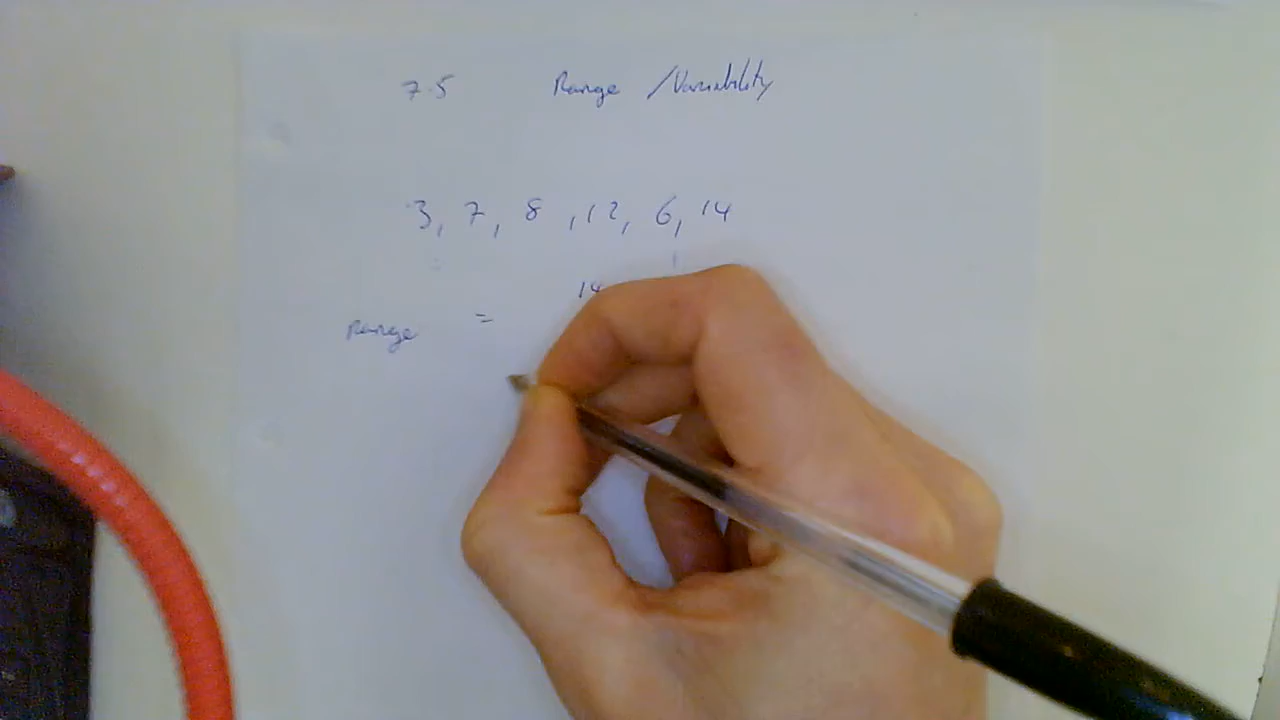 7.5 Range /Variability
3, 7, 8 ,12, 6, 14
14
Range =